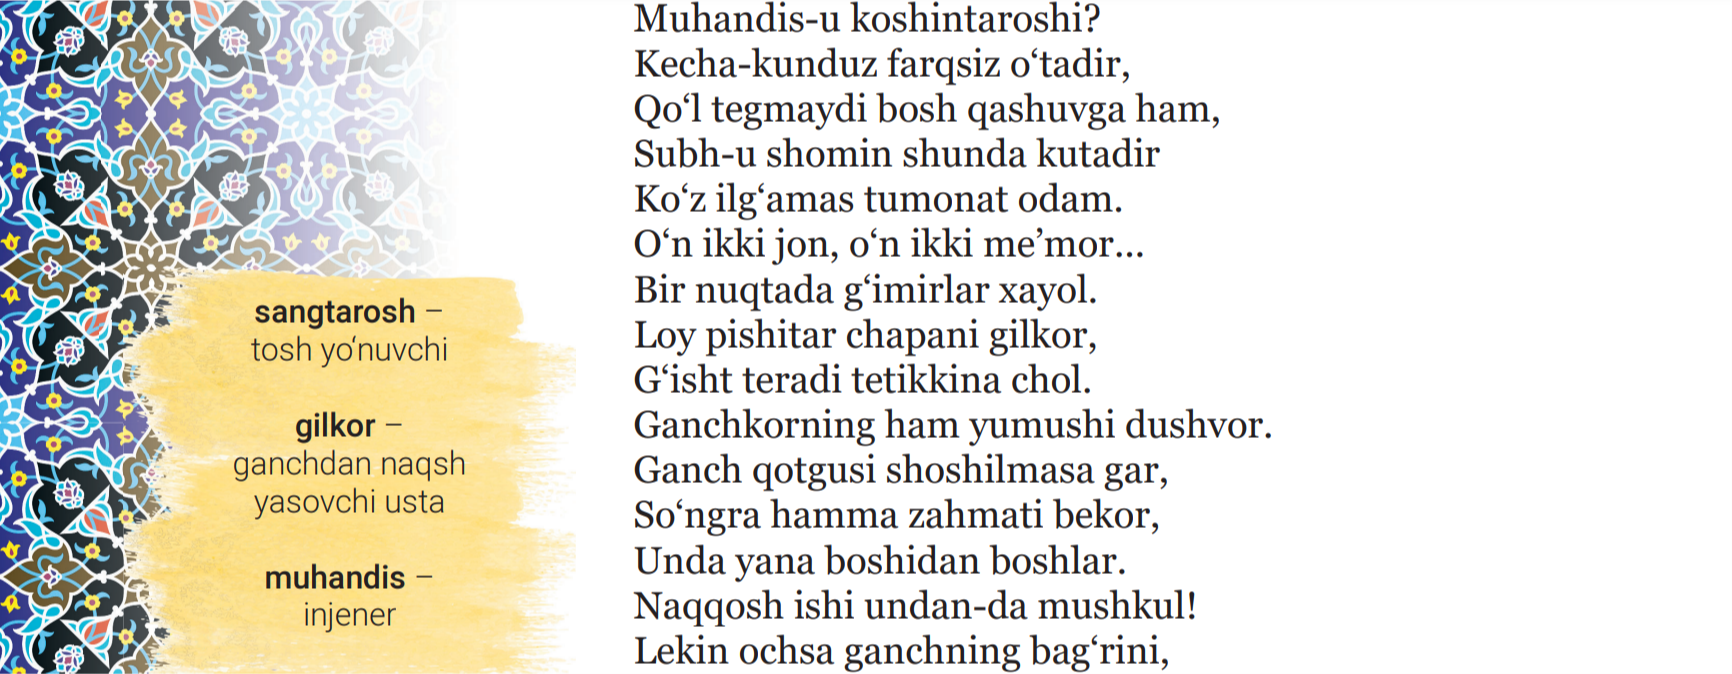 sangtarosh –
tosh yo‘nuvchi
gilkor –
ganchdan naqsh
yasovchi usta
muhandis –
injener
Muhandis-u koshintaroshi?
Kecha-kunduz farqsiz o‘tadir,
Qo‘l tegmaydi bosh qashuvga ham,
Subh-u shomin shunda kutadir
Ko‘z ilg‘amas tumonat odam.
O‘n ikki jon, o‘n ikki me’mor...
Bir nuqtada g‘imirlar xayol.
Loy pishitar chapani gilkor,
G‘isht teradi tetikkina chol.
Ganchkorning ham yumushi dushvor.
Ganch qotgusi shoshilmasa gar,
So‘ngra hamma zahmati bekor,
Unda yana boshidan boshlar.
Naqqosh ishi undan-da mushkul!
Lekin ochsa ganchning bag‘rini,